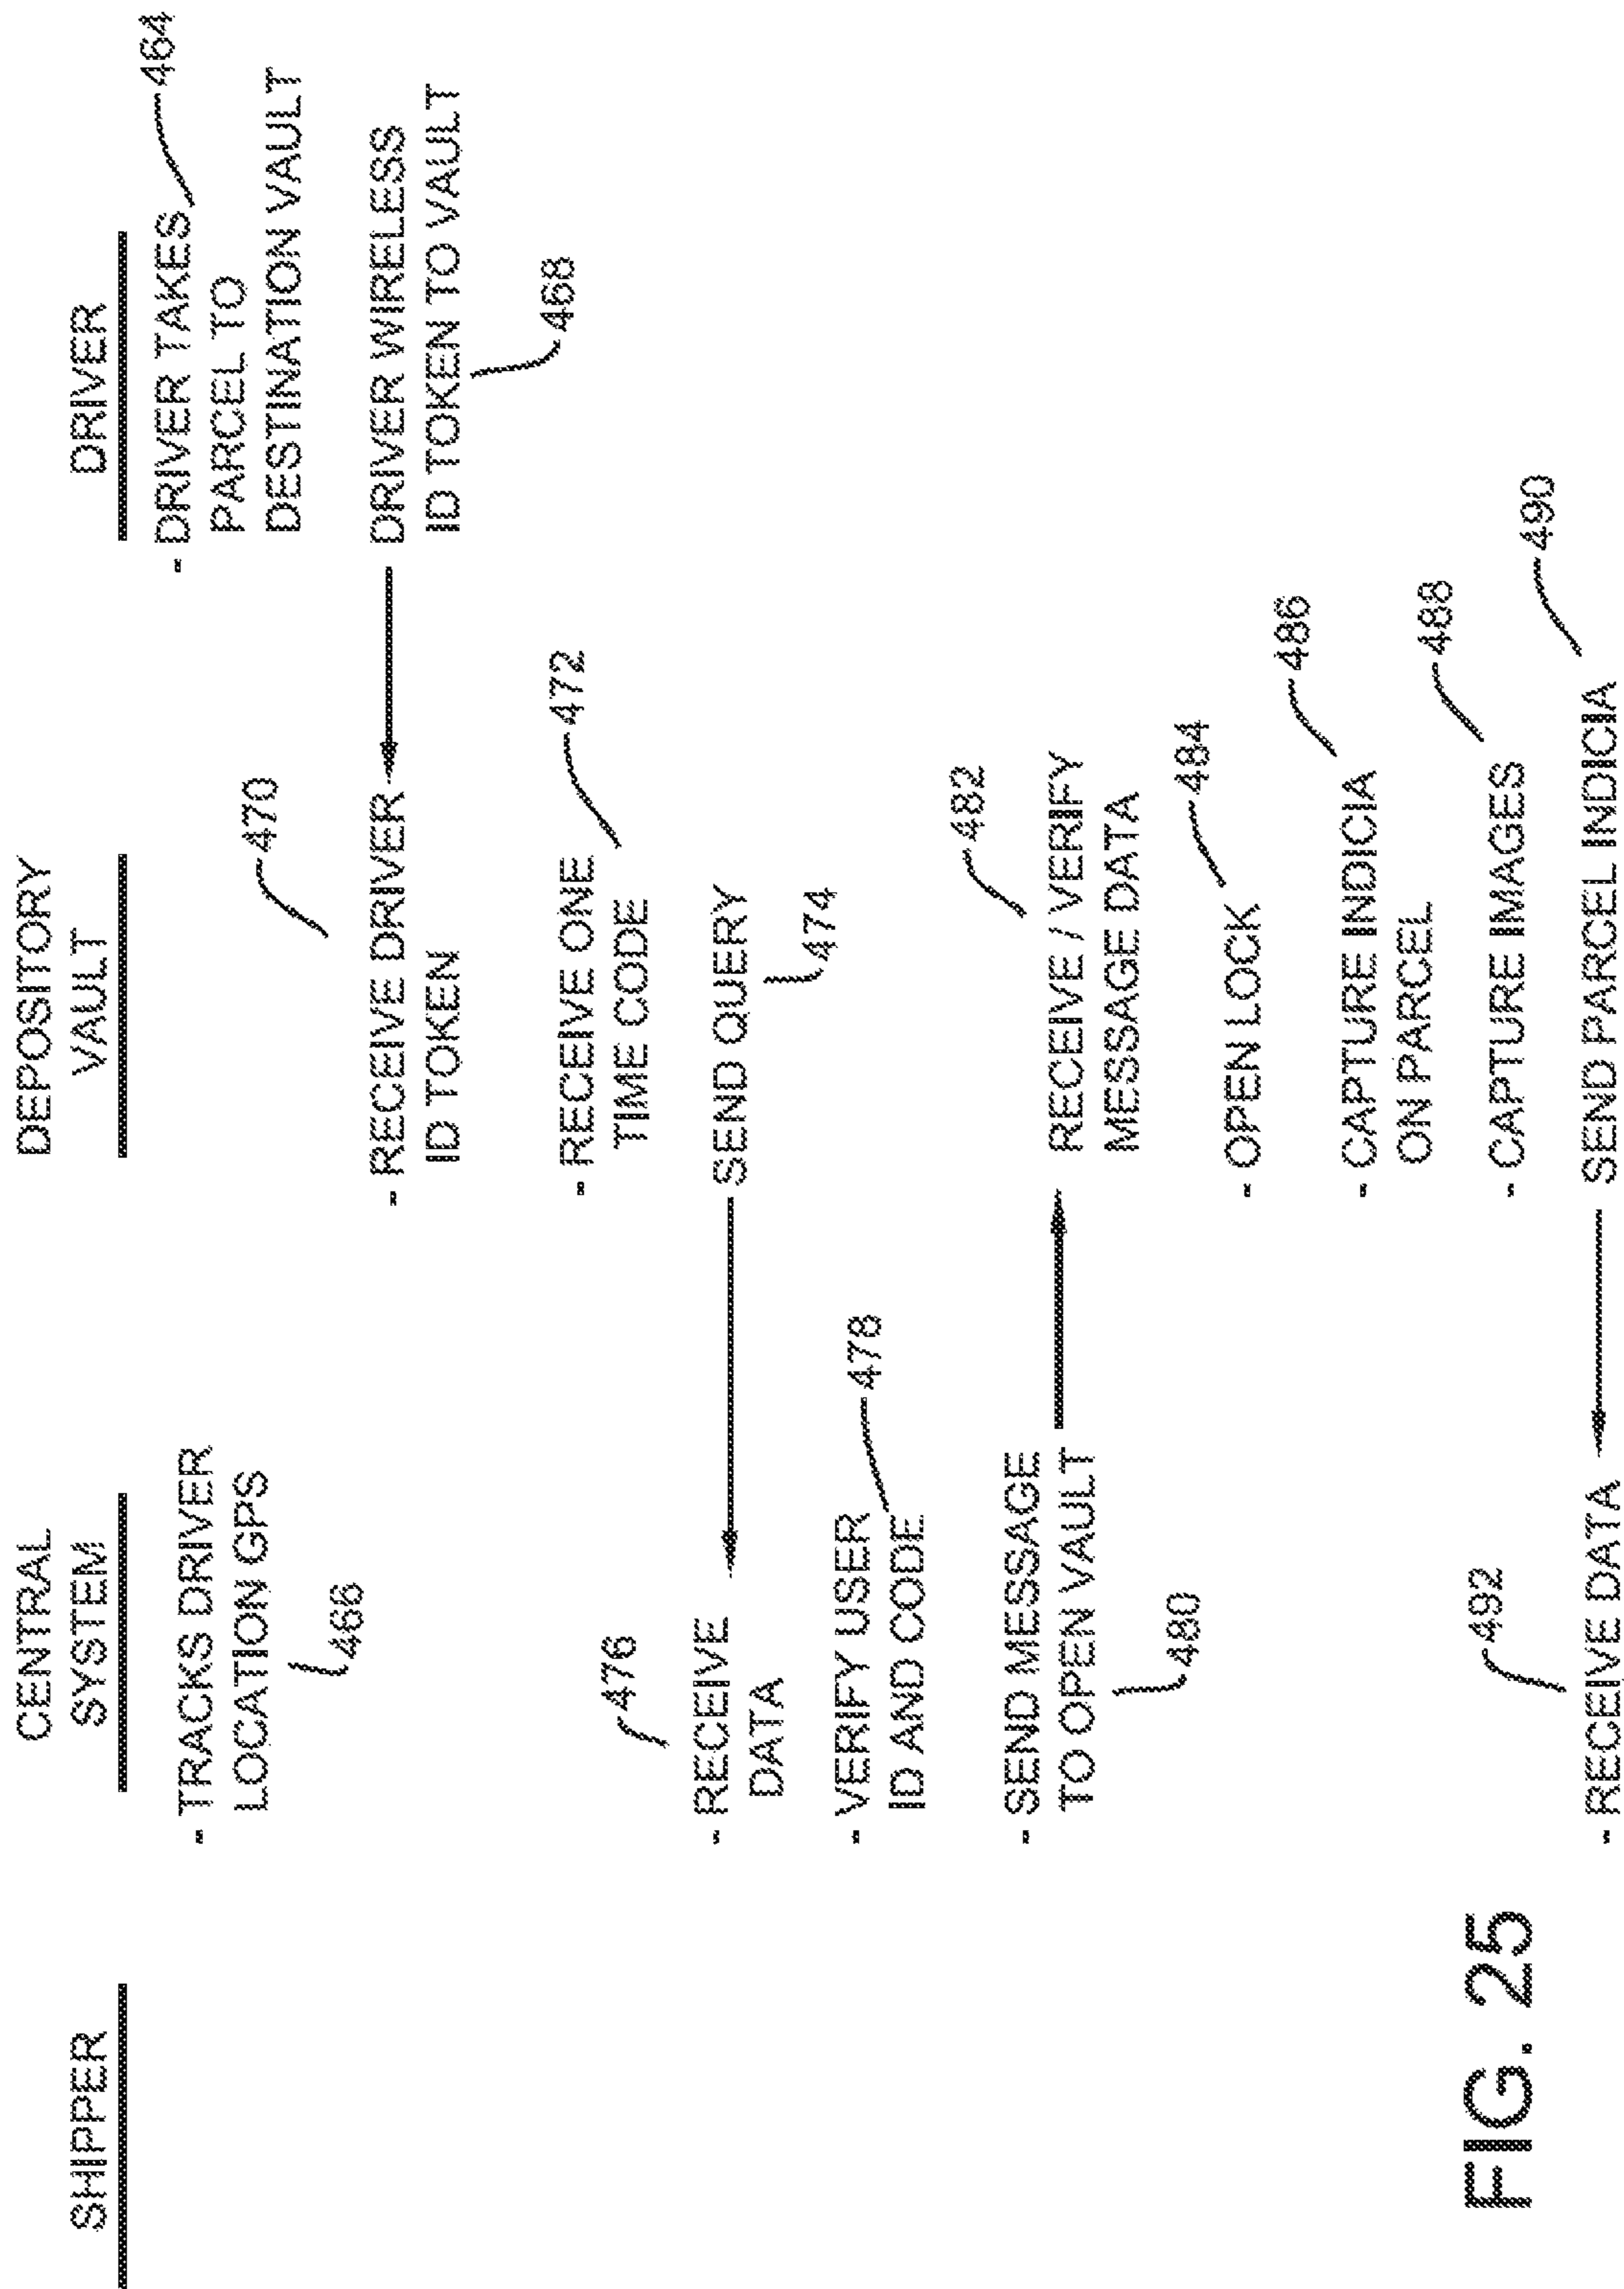 SHIPPER
CENTRAL
SYSTEM
DEPOSITORY
VAULT
DRIVER
- DRIVER TAKES
PARCEL TO
DESTINATION VAULT
464
- TRACKS DRIVER
LOCATION GPS
466
DRIVER WIRELESS
ID TOKEN TO VAULT
468
470
- RECEIVE DRIVER
ID TOKEN
- RECEIVE ONE
TIME CODE
472
SEND QUERY
474
476
- RECEIVE
DATA
- VERIFY USER
ID AND CODE
478
- SEND MESSAGE
TO OPEN VAULT
480
482
RECEIVE / VERIFY
MESSAGE DATA
- OPEN LOCK
484
- CAPTURE INDICIA
ON PARCEL
486
- CAPTURE IMAGES
488
SEND PARCEL INDICIA
490
492
- RECEIVE DATA
FIG. 25